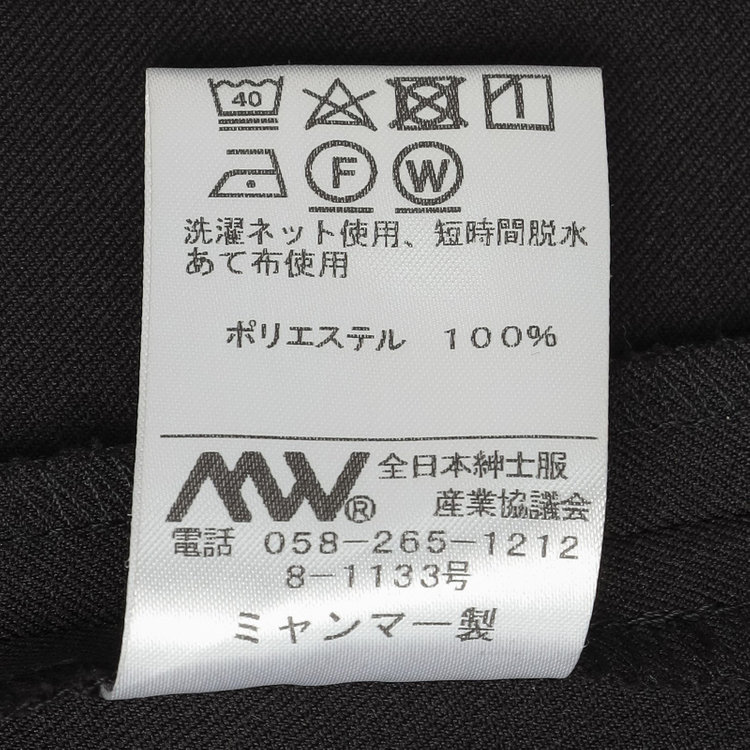 40
F W
洗濯ネット使用、短時間脱水
あて布使用
ポリエステル 100%
MW® 全日本紳士服
産業協議会
電話 058-265-1212
8-1133号
ミャンマー製